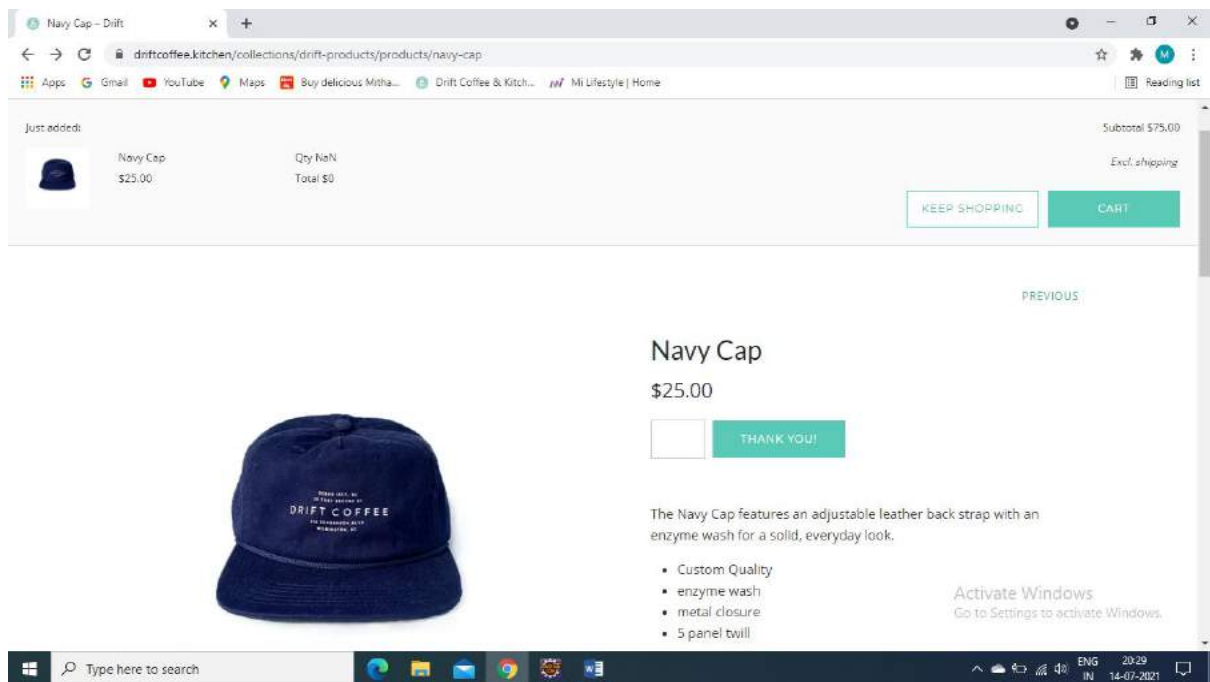 Navy Cap – Drift
driftcoffee.kitchen/collections/drift-products/products/navy-cap
M
Apps Gmail YouTube Maps Buy delicious Mitha... Drift Coffee & Kitch... Mi Lifestyle | Home Reading list
Just added:
Subtotal $75.00
Navy Cap Qty NaN
Excl. shipping
$25.00 Total $0
KEEP SHOPPING CART
PREVIOUS
Navy Cap
$25.00
THANK YOU!
DRIFT COFFEE
The Navy Cap features an adjustable leather back strap with an
enzyme wash for a solid, everyday look.
• Custom Quality
• enzyme wash
• metal closure
• 5 panel twill
Activate Windows
Go to Settings to activate Windows.
Type here to search
ENG 20:29
IN 14-07-2021